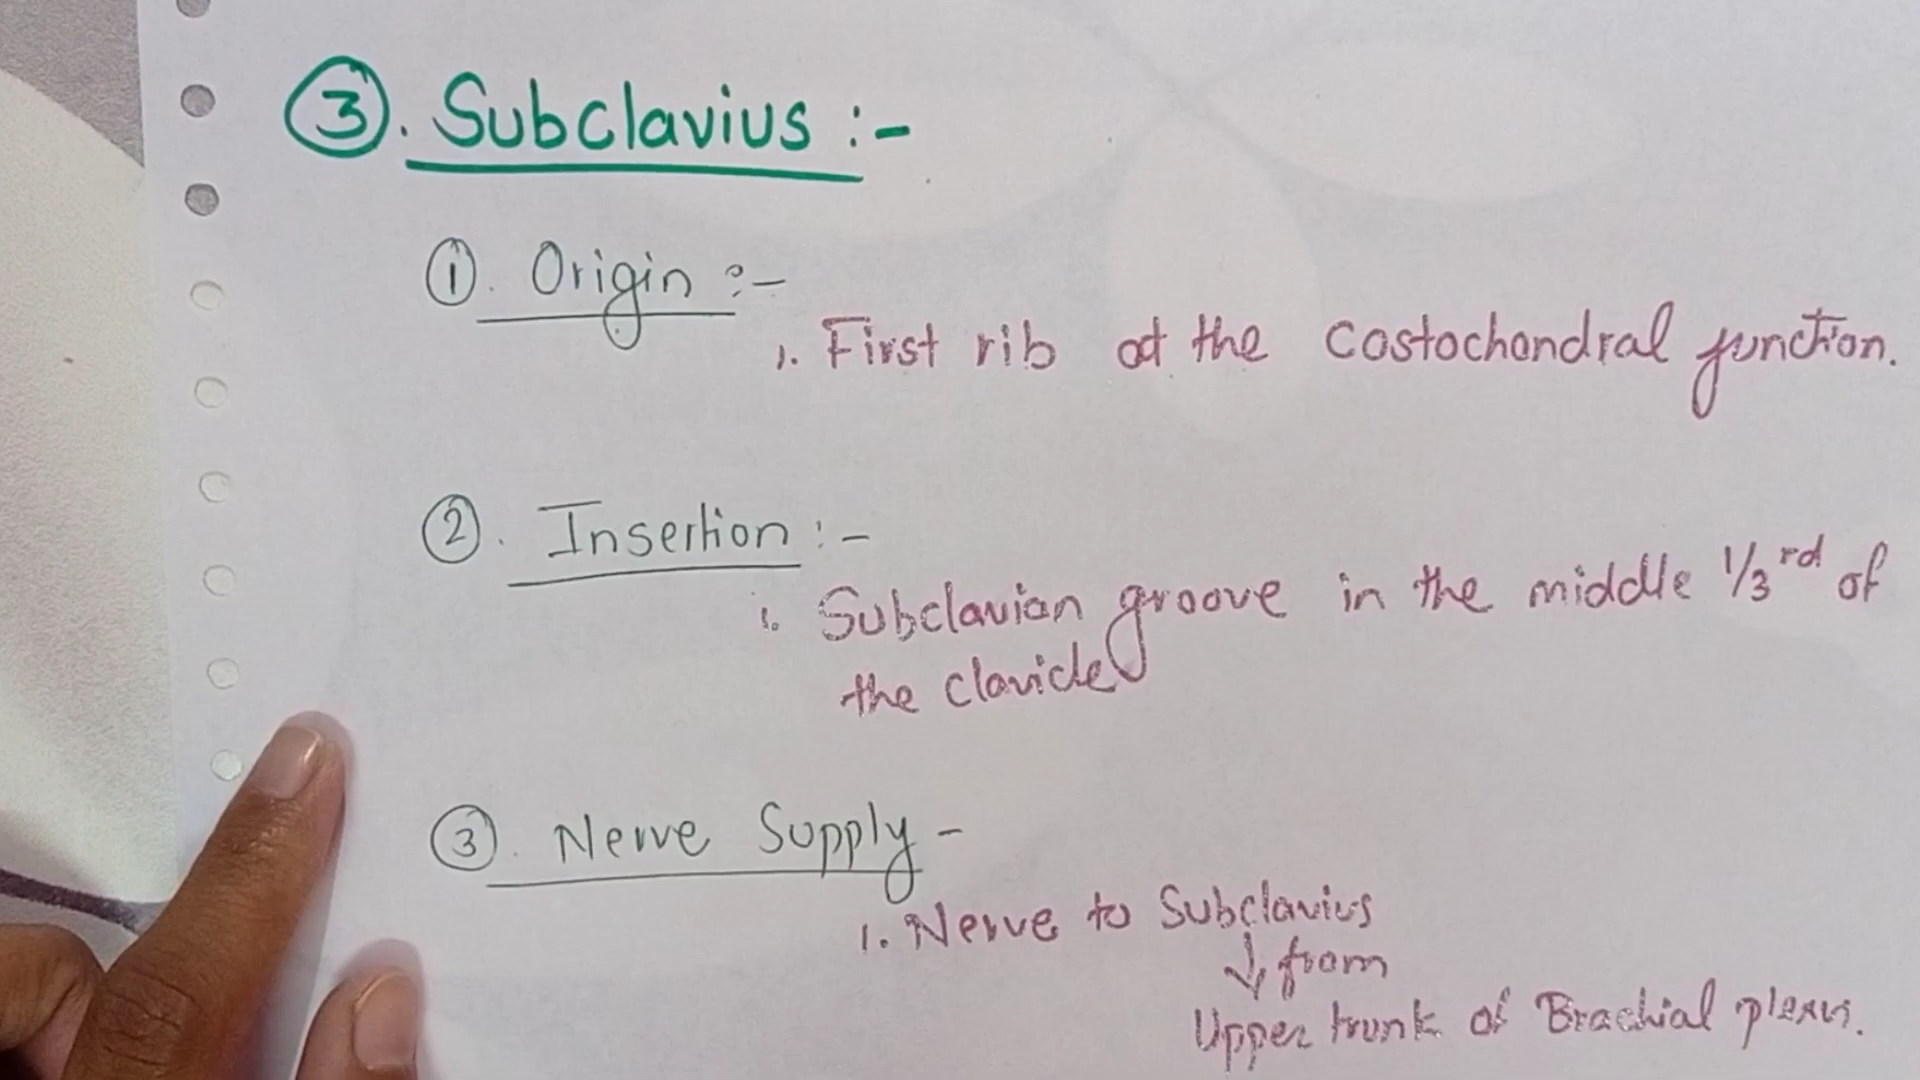 ③. Subclavius :-
①. Origin :-
1. First rib at the costochondral junction.
②. Insertion :-
1. Subclavian groove in the middle 1/3rd of
the clavicle
③. Nerve Supply -
1. Nerve to Subclavius
↓ from
Upper trunk of Brachial plexus.